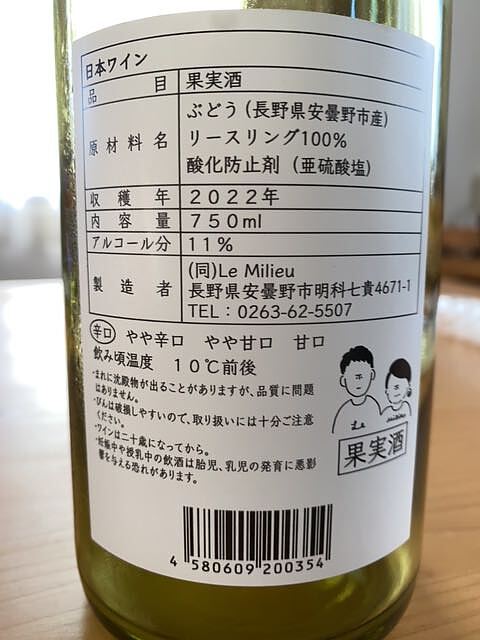 日本ワイン
品目 果実酒
原材料名 ぶどう(長野県安曇野市産)
リースリング100%
酸化防止剤(亜硫酸塩)
収穫年 2022年
内容量 750ml
アルコール分 11%
製造者 (同)Le Milieu
長野県安曇野市明科七貴4671-1
TEL:0263-62-5507
辛口 やや辛口 やや甘口 甘口
飲み頃温度 10℃前後
・まれに沈殿物が出ることがありますが、品質に問題
はありません。
・びんは破損しやすいので、取り扱いには十分ご注意
ください。
・ワインは二十歳になってから。
・妊娠中や授乳中の飲酒は胎児、乳児の発育に悪影
響を与える恐れがあります。
果実酒
4 580609 200354